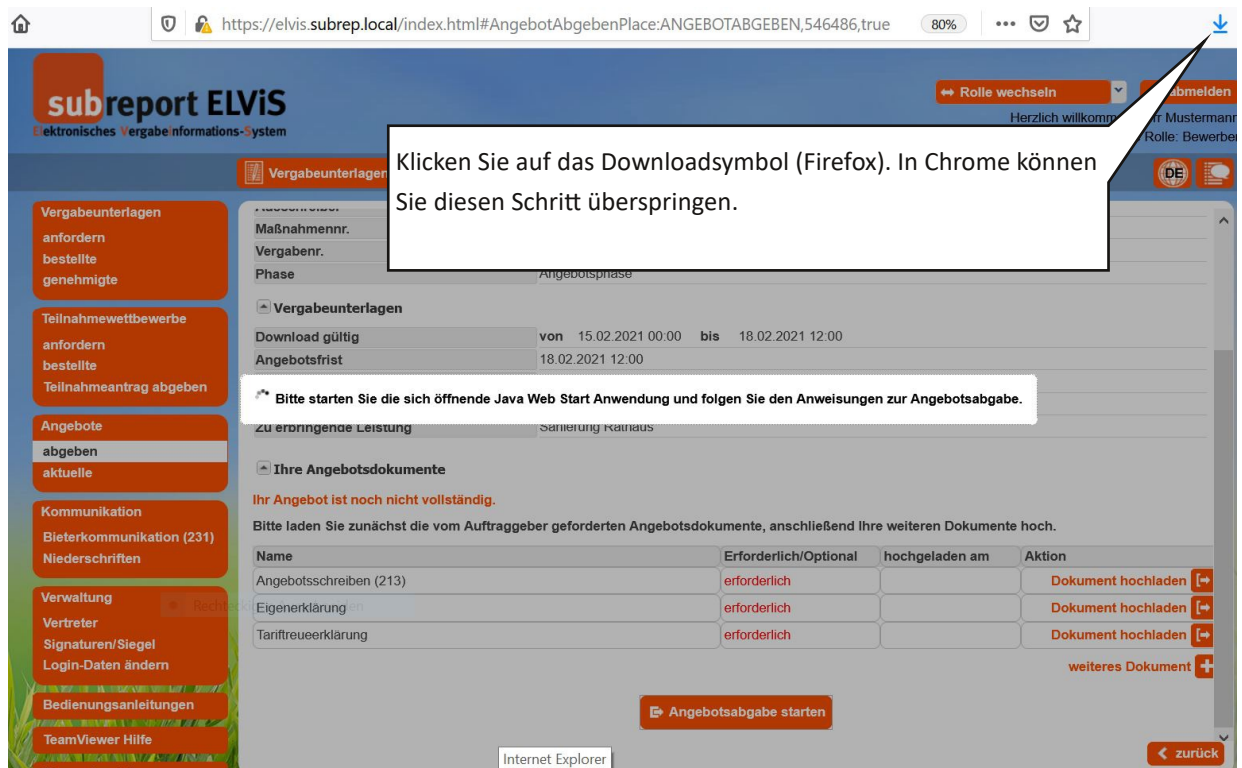 https://elvis.subrep.local/index.html#AngebotAbgebenPlace:ANGEBOTABGEBEN,546486,true 80%
subreport ELViS
Elektronisches Vergabeinformations-System
Rolle wechseln
abmelden
Herzlich willkomm
rr Mustermann
Rolle: Bewerber
Klicken Sie auf das Downloadsymbol (Firefox). In Chrome können
Sie diesen Schritt überspringen.
Vergabeunterlagen
DE
Vergabeunterlagen
anfordern
bestellte
genehmigte
Teilnahmewettbewerbe
anfordern
bestellte
Teilnahmeantrag abgeben
Angebote
abgeben
aktuelle
Kommunikation
Bieterkommunikation (231)
Niederschriften
Verwaltung
Vertreter
Signaturen/Siegel
Login-Daten ändern
Bedienungsanleitungen
TeamViewer Hilfe
Maßnahmennr.
Vergabenr.
Phase Angebotsphase
Vergabeunterlagen
Download gültig von 15.02.2021 00:00 bis 18.02.2021 12:00
Angebotsfrist 18.02.2021 12:00
Bitte starten Sie die sich öffnende Java Web Start Anwendung und folgen Sie den Anweisungen zur Angebotsabgabe.
Zu erbringende Leistung Sanierung Rathaus
Ihre Angebotsdokumente
Ihr Angebot ist noch nicht vollständig.
Bitte laden Sie zunächst die vom Auftraggeber geforderten Angebotsdokumente, anschließend Ihre weiteren Dokumente hoch.
Name Erforderlich/Optional hochgeladen am Aktion
Angebotsschreiben (213) erforderlich Dokument hochladen
Eigenerklärung erforderlich Dokument hochladen
Tariftreueerklärung erforderlich Dokument hochladen
weiteres Dokument
Angebotsabgabe starten
Internet Explorer
zurück